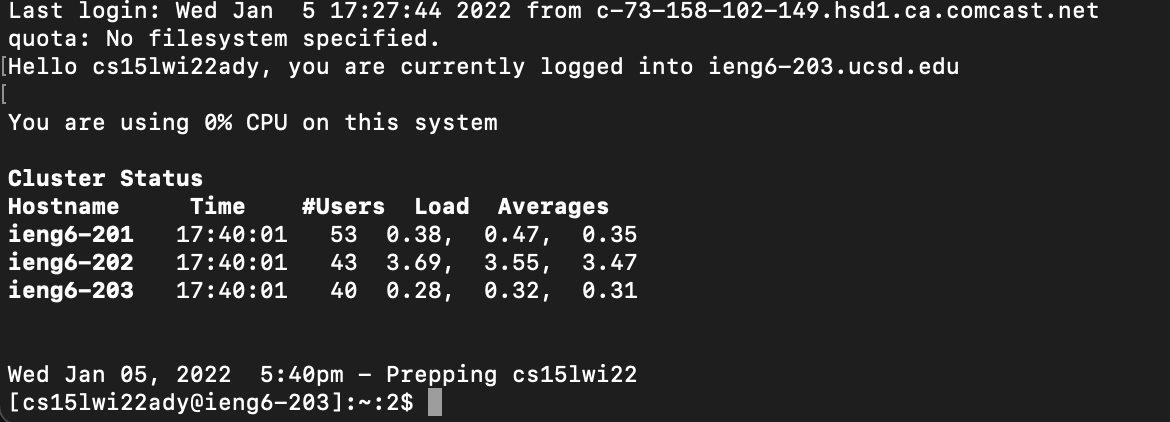 Last login: Wed Jan  5 17:27:44 2022 from c-73-158-102-149.hsd1.ca.comcast.net
quota: No filesystem specified.
[Hello cs15lwi22ady, you are currently logged into ieng6-203.ucsd.edu
[
You are using 0% CPU on this system
Cluster Status
Hostname     Time    #Users  Load  Averages
ieng6-201   17:40:01   53  0.38,  0.47,  0.35
ieng6-202   17:40:01   43  3.69,  3.55,  3.47
ieng6-203   17:40:01   40  0.28,  0.32,  0.31
Wed Jan 05, 2022  5:40pm - Prepping cs15lwi22
[cs15lwi22ady@ieng6-203]:~:2$